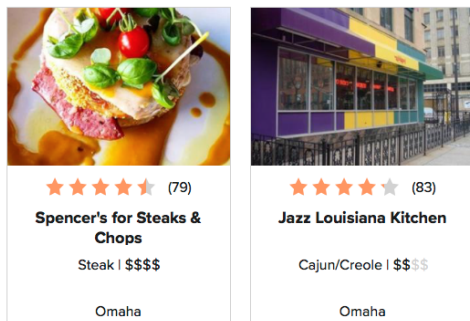 (79)
Spencer's for Steaks &
Chops
Steak | $$$$
Omaha
(83)
Jazz Louisiana Kitchen
Cajun/Creole | $$$$
Omaha